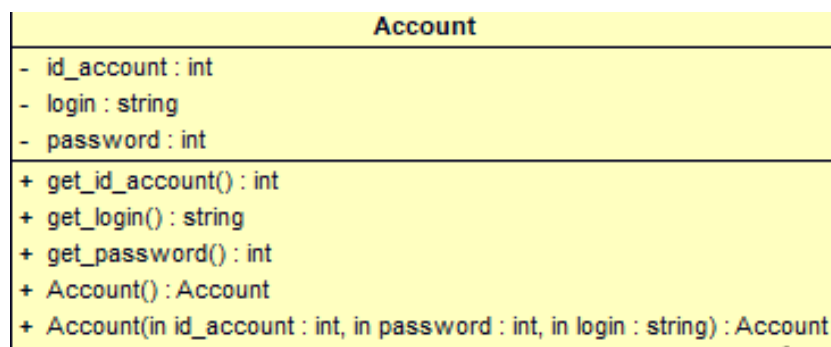 Account
- id_account : int
- login : string
- password : int
+ get_id_account() : int
+ get_login() : string
+ get_password() : int
+ Account() : Account
+ Account(in id_account : int, in password : int, in login : string) : Account